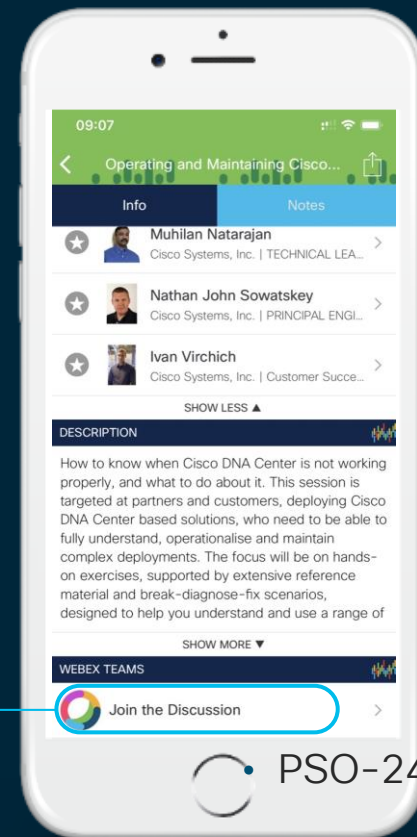 09:07
Operating and Maintaining Cisco...
Info
Notes
Muhilan Natarajan
Cisco Systems, Inc. | TECHNICAL LEA...
Nathan John Sowatskey
Cisco Systems, Inc. | PRINCIPAL ENGI...
Ivan Virchich
Cisco Systems, Inc. | Customer Succe...
SHOW LESS ▲
DESCRIPTION
How to know when Cisco DNA Center is not working
properly, and what to do about it. This session is
targeted at partners and customers, deploying Cisco
DNA Center based solutions, who need to be able to
fully understand, operationalise and maintain
complex deployments. The focus will be on hands-
on exercises, supported by extensive reference
material and break-diagnose-fix scenarios,
designed to help you understand and use a range of
SHOW MORE ▼
WEBEX TEAMS
Join the Discussion
PSO-24